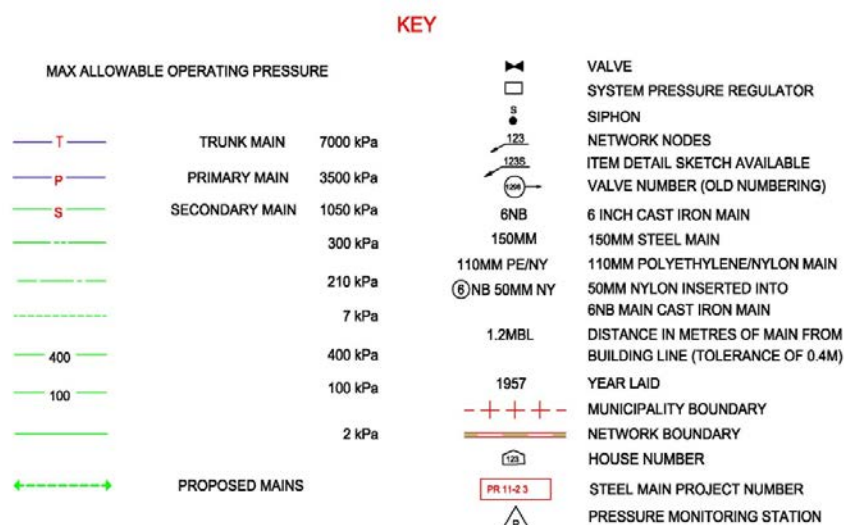 KEY
MAX ALLOWABLE OPERATING PRESSURE
T TRUNK MAIN 7000 kPa
P PRIMARY MAIN 3500 kPa
S SECONDARY MAIN 1050 kPa
300 kPa
210 kPa
7 kPa
400 400 kPa
100 100 kPa
2 kPa
PROPOSED MAINS
VALVE
SYSTEM PRESSURE REGULATOR
S SIPHON
123 NETWORK NODES
123S ITEM DETAIL SKETCH AVAILABLE
1298 VALVE NUMBER (OLD NUMBERING)
6NB 6 INCH CAST IRON MAIN
150MM 150MM STEEL MAIN
110MM PE/NY 110MM POLYETHYLENE/NYLON MAIN
6 NB 50MM NY 50MM NYLON INSERTED INTO
6NB MAIN CAST IRON MAIN
1.2MBL DISTANCE IN METRES OF MAIN FROM
BUILDING LINE (TOLERANCE OF 0.4M)
1957 YEAR LAID
MUNICIPALITY BOUNDARY
NETWORK BOUNDARY
123 HOUSE NUMBER
PR 11-2 3 STEEL MAIN PROJECT NUMBER
P PRESSURE MONITORING STATION